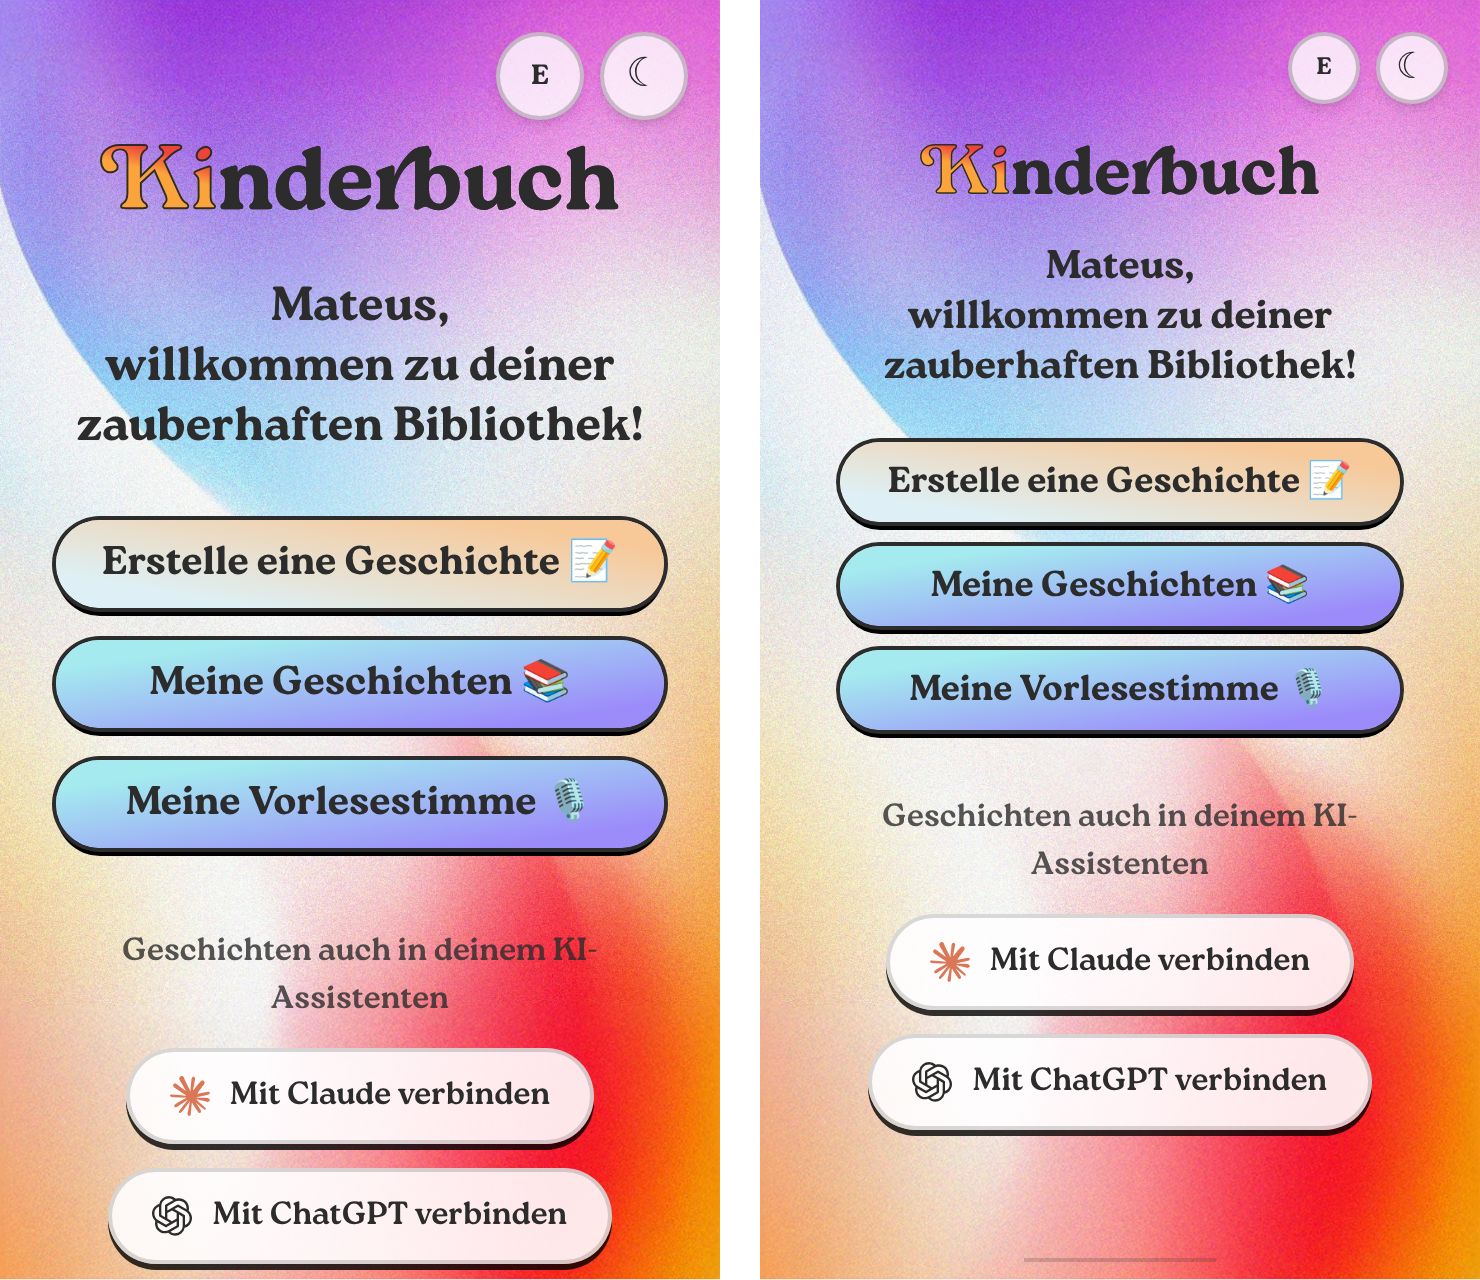 E
Kinderbuch
Mateus,
willkommen zu deiner
zauberhaften Bibliothek!
Erstelle eine Geschichte 📝
Meine Geschichten 📚
Meine Vorlesestimme 🎙️
Geschichten auch in deinem KI-
Assistenten
Mit Claude verbinden
Mit ChatGPT verbinden
E
Kinderbuch
Mateus,
willkommen zu deiner
zauberhaften Bibliothek!
Erstelle eine Geschichte 📝
Meine Geschichten 📚
Meine Vorlesestimme 🎙️
Geschichten auch in deinem KI-
Assistenten
Mit Claude verbinden
Mit ChatGPT verbinden